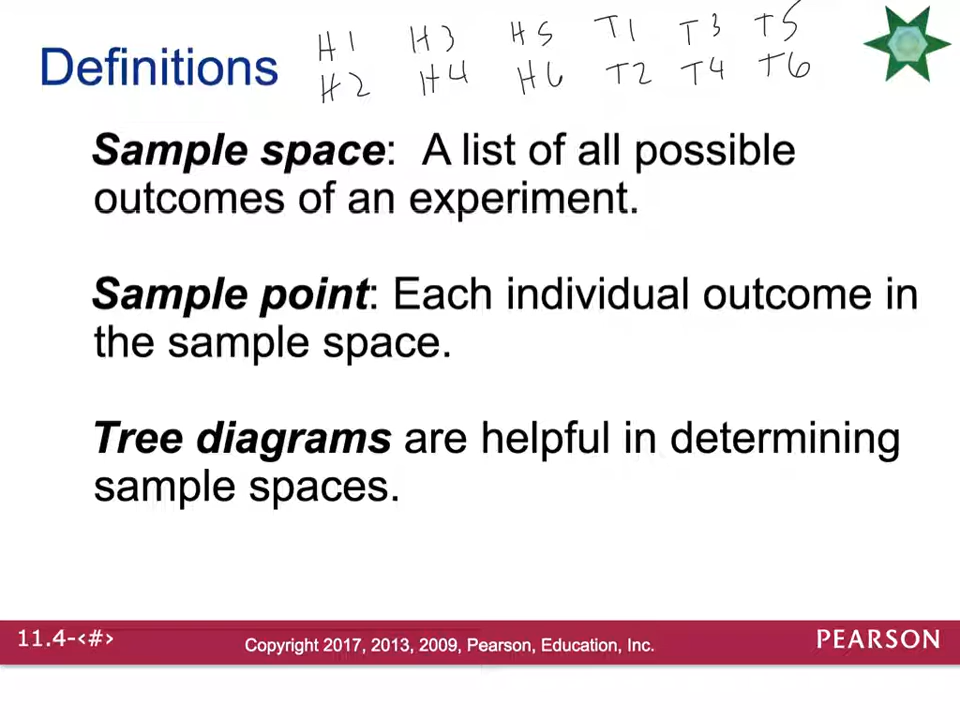 H1 H3 H5 T1 T3 T5
Definitions
H2 H4 H6 T2 T4 T6
Sample space: A list of all possible
outcomes of an experiment.
Sample point: Each individual outcome in
the sample space.
Tree diagrams are helpful in determining
sample spaces.
11.4-<#>
Copyright 2017, 2013, 2009, Pearson, Education, Inc.
PEARSON